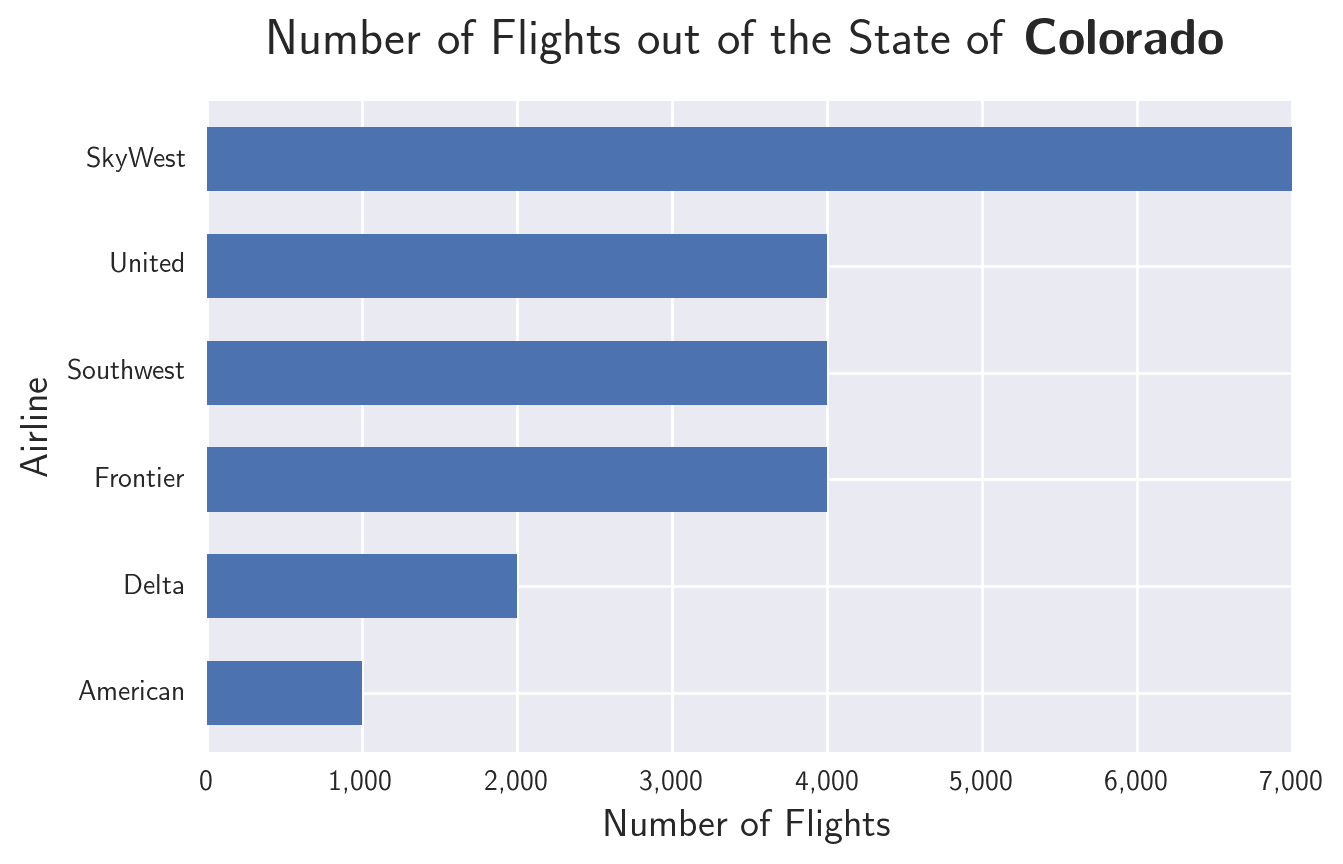 Number of Flights out of the State of Colorado
SkyWest
United
Southwest
Frontier
Delta
American
Airline
0 1,000 2,000 3,000 4,000 5,000 6,000 7,000
Number of Flights